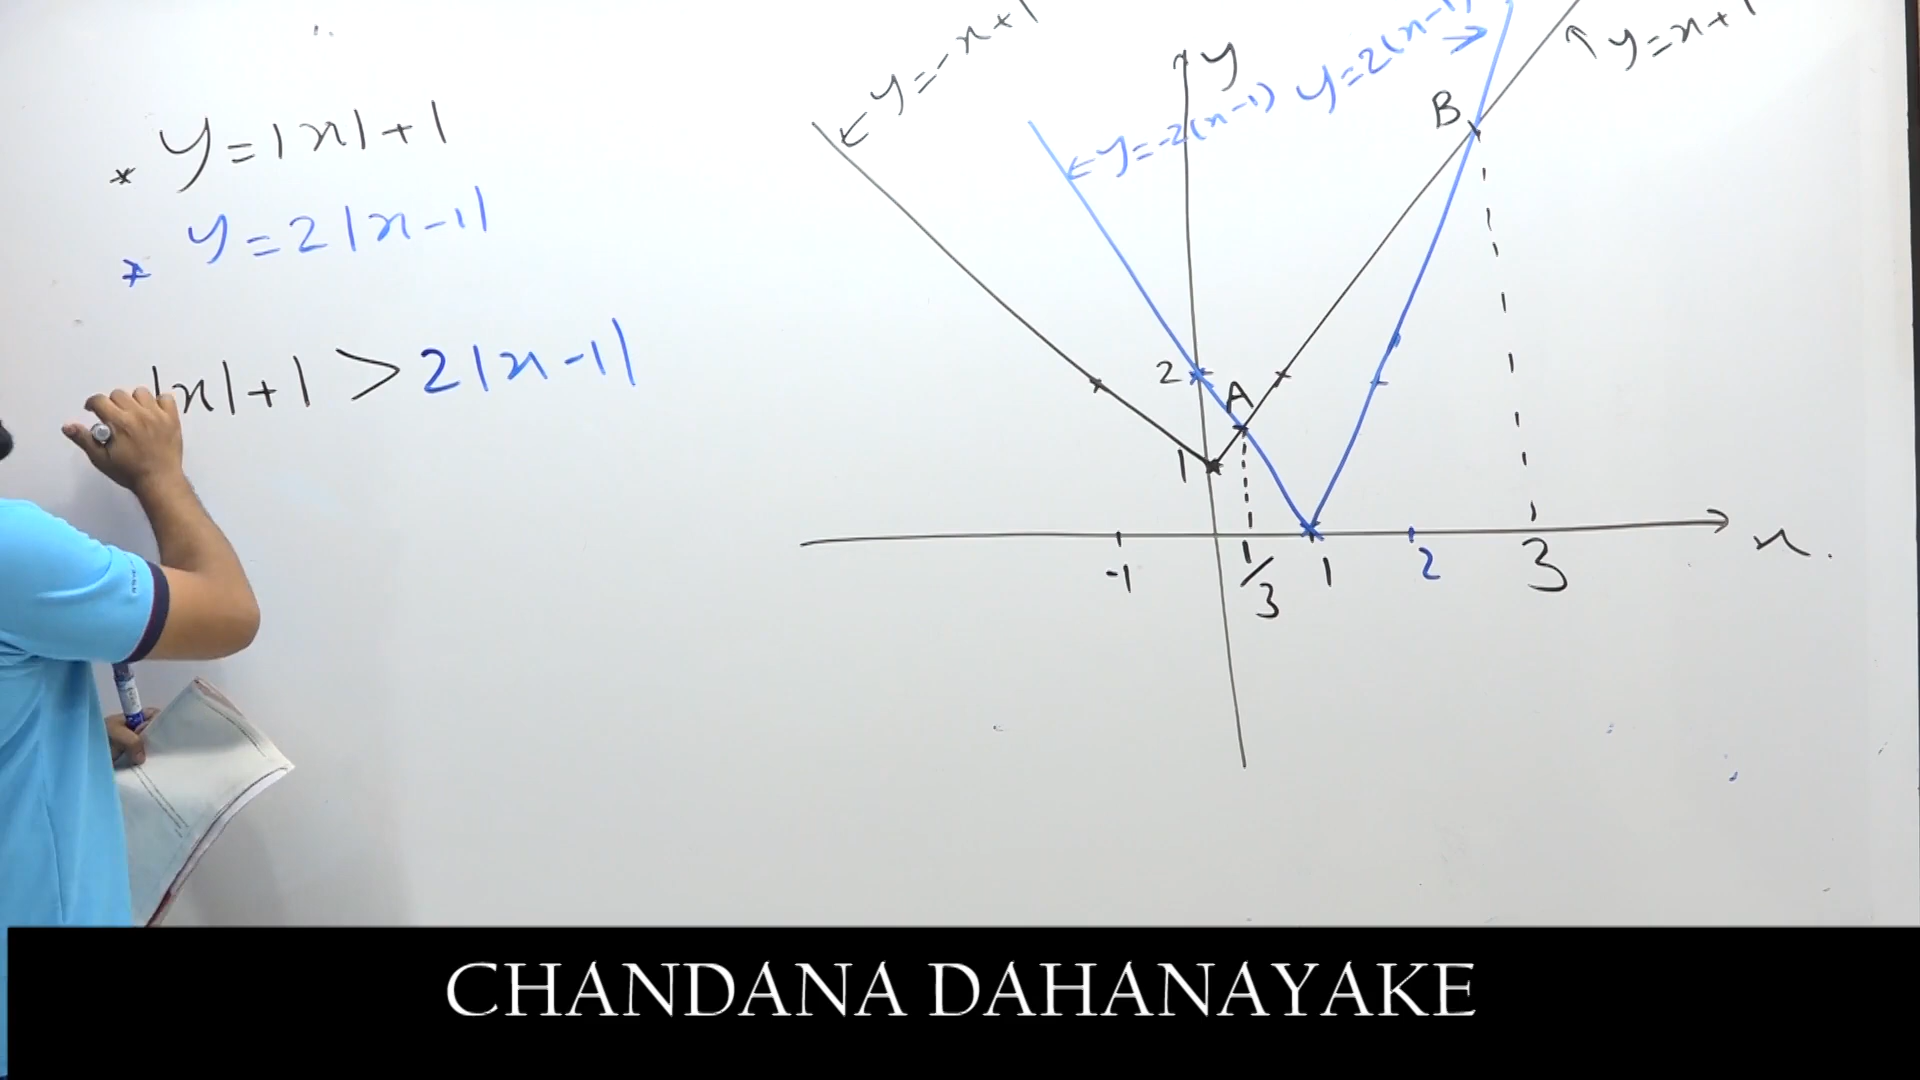 * y=|x|+1
* y=2|x-1|
|x|+1 > 2|x-1|
y=-x+1
y=-2(x-1)
y=2(x-1)
y=x+1
y
B
2
A
1
-1
1/3
1
2
3
x
CHANDANA DAHANAYAKE